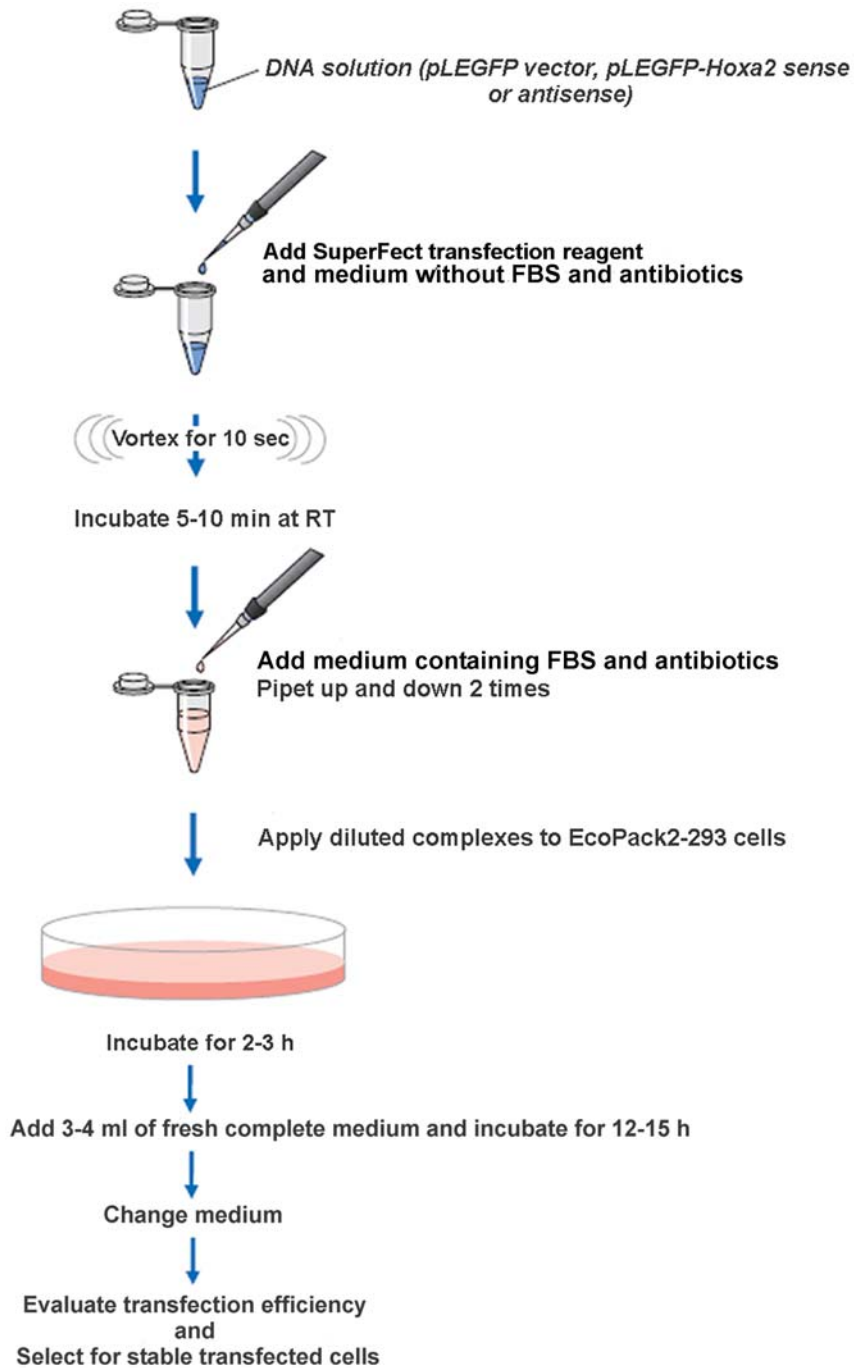 DNA solution (pLEGFP vector, pLEGFP-Hoxa2 sense
or antisense)
Add SuperFect transfection reagent
and medium without FBS and antibiotics
Vortex for 10 sec
Incubate 5-10 min at RT
Add medium containing FBS and antibiotics
Pipet up and down 2 times
Apply diluted complexes to EcoPack2-293 cells
Incubate for 2-3 h
Add 3-4 ml of fresh complete medium and incubate for 12-15 h
Change medium
Evaluate transfection efficiency
and
Select for stable transfected cells